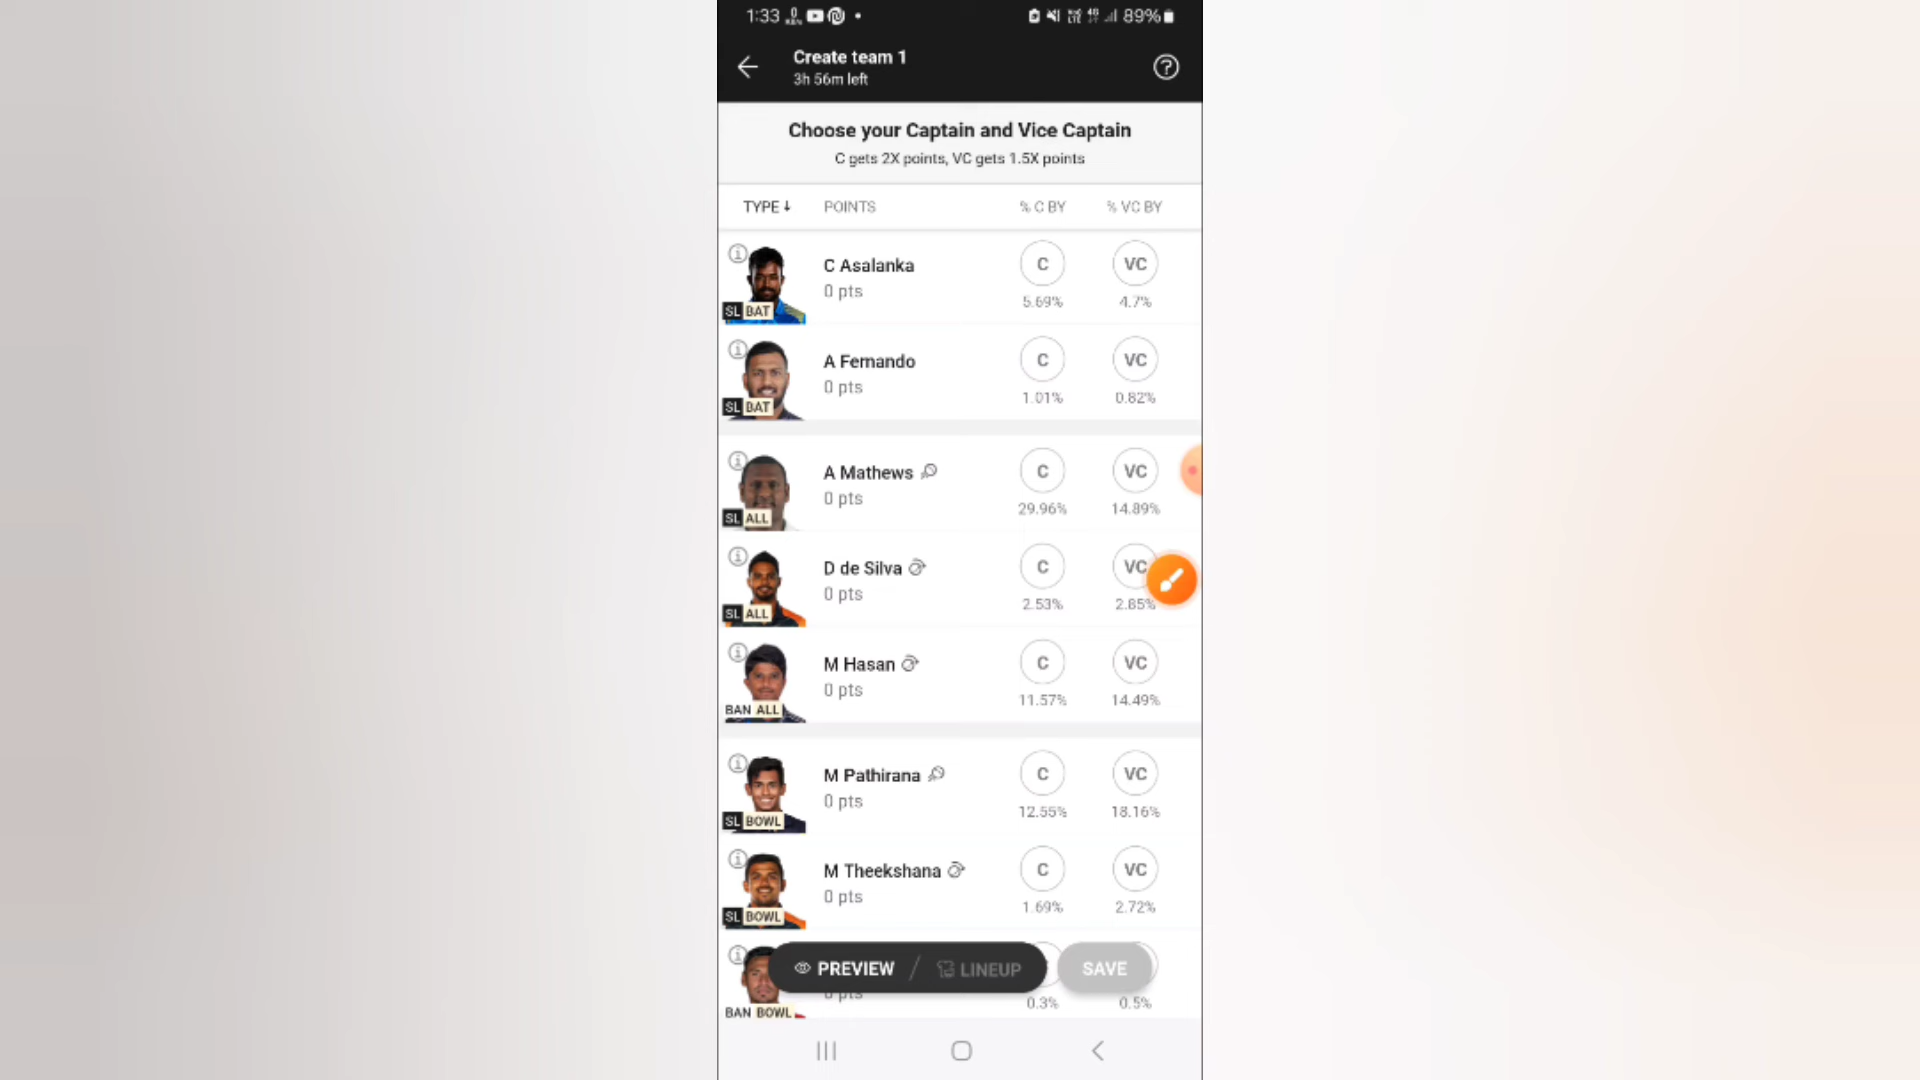 1:33 89%
Create team 1
3h 56m left
Choose your Captain and Vice Captain
C gets 2X points, VC gets 1.5X points
TYPE POINTS % C BY % VC BY
C Asalanka C VC
0 pts 5.69% 4.7%
SL BAT
A Fernando C VC
0 pts 1.01% 0.82%
SL BAT
A Mathews C VC
0 pts 29.96% 14.89%
SL ALL
D de Silva C VC
0 pts 2.53% 2.85%
SL ALL
M Hasan C VC
0 pts 11.57% 14.49%
BAN ALL
M Pathirana C VC
0 pts 12.55% 18.16%
SL BOWL
M Theekshana C VC
0 pts 1.69% 2.72%
SL BOWL
PREVIEW / LINEUP SAVE
0 pts 0.3% 0.5%
BAN BOWL